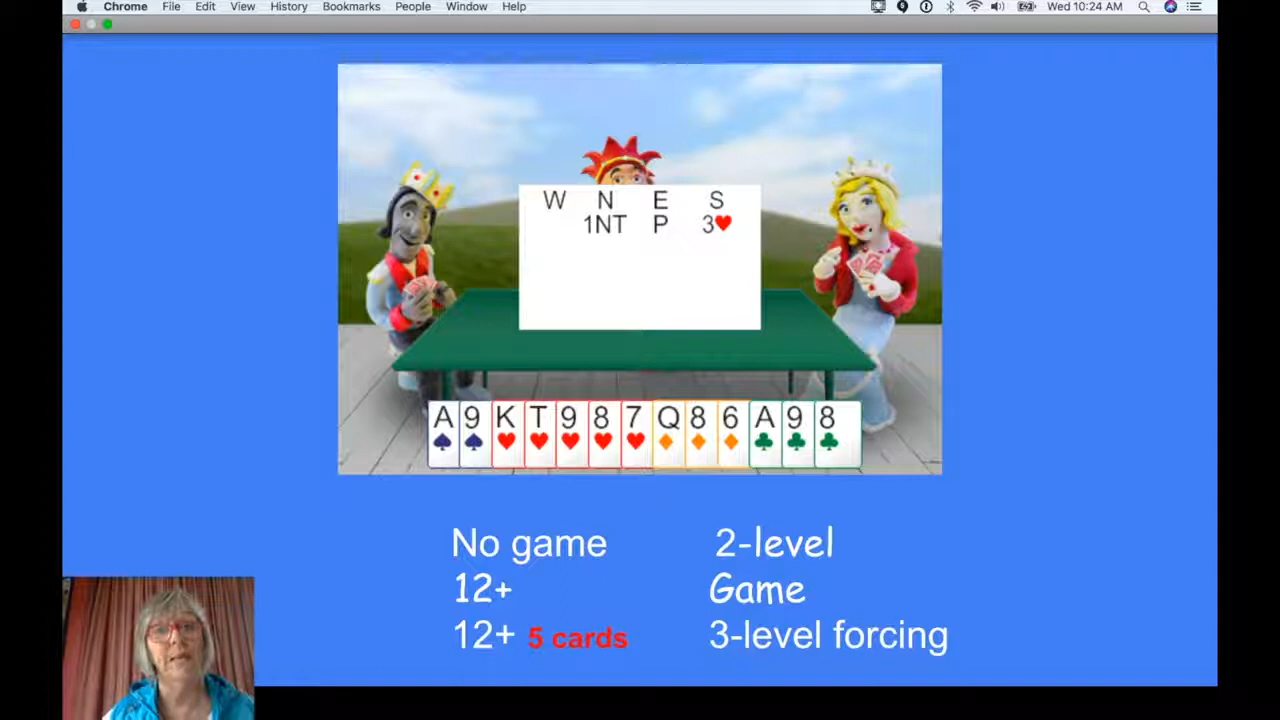 Chrome File Edit View History Bookmarks People Window Help Wed 10:24 AM
W N E S
1NT P 3♥
A 9 K T 9 8 7 Q 8 6 A 9 8
♠ ♠ ♥ ♥ ♥ ♥ ♥ ♦ ♦ ♦ ♣ ♣ ♣
No game 2-level
12+ Game
12+ 5 cards 3-level forcing